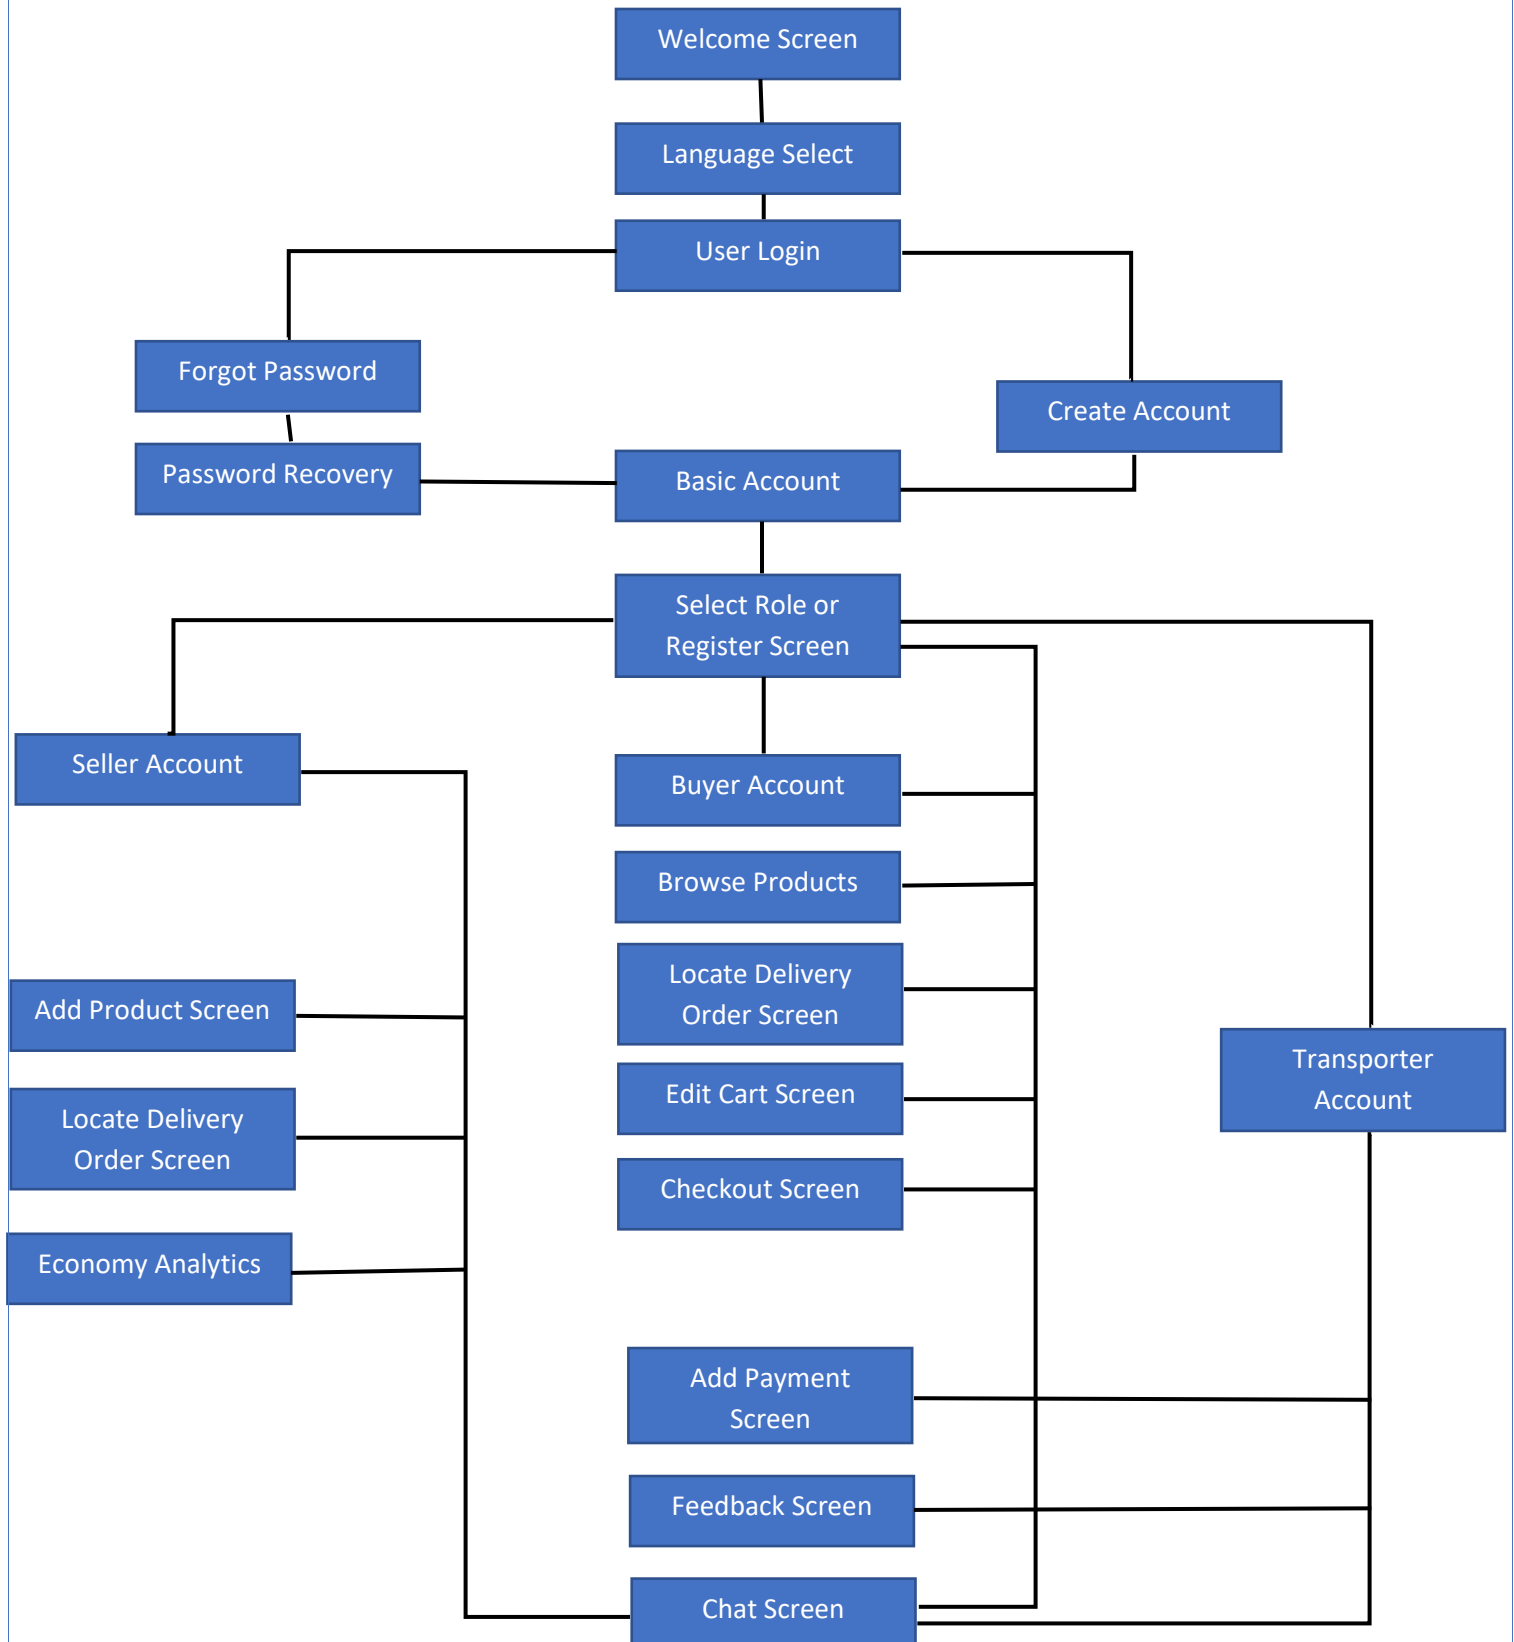 Welcome Screen
Language Select
User Login
Forgot Password
Create Account
Password Recovery
Basic Account
Select Role or
Register Screen
Seller Account
Buyer Account
Browse Products
Locate Delivery
Order Screen
Add Product Screen
Transporter
Account
Edit Cart Screen
Locate Delivery
Order Screen
Checkout Screen
Economy Analytics
Add Payment
Screen
Feedback Screen
Chat Screen